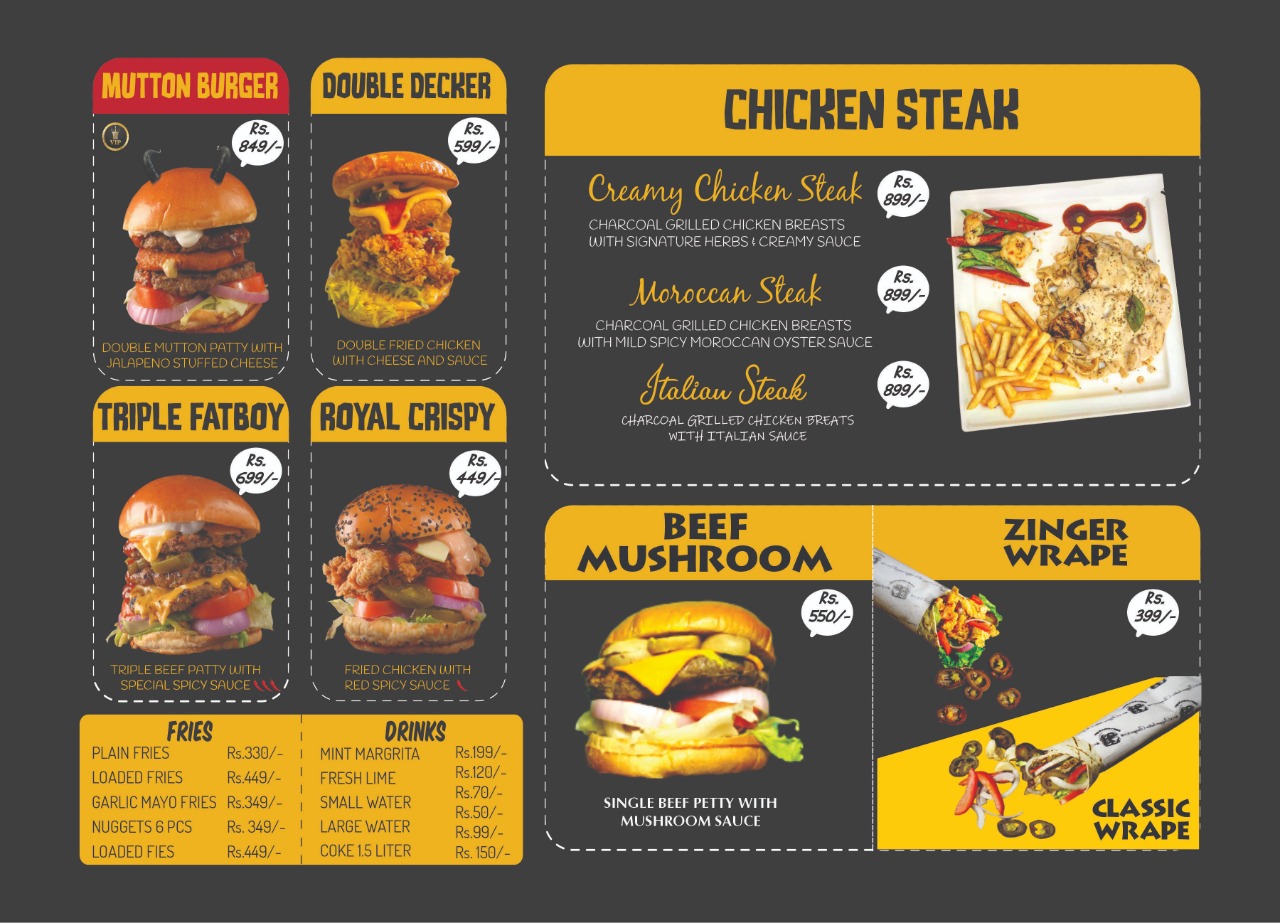 MUTTON BURGER
VIP
Rs.
849/-
DOUBLE MUTTON PATTY WITH
JALAPENO STUFFED CHEESE
DOUBLE DECKER
Rs.
599/-
DOUBLE FRIED CHICKEN
WITH CHEESE AND SAUCE
TRIPLE FATBOY
Rs.
699/-
TRIPLE BEEF PATTY WITH
SPECIAL SPICY SAUCE
ROYAL CRISPY
Rs.
449/-
FRIED CHICKEN WITH
RED SPICY SAUCE
FRIES
PLAIN FRIES Rs.330/-
LOADED FRIES Rs.449/-
GARLIC MAYO FRIES Rs.349/-
NUGGETS 6 PCS Rs. 349/-
LOADED FIES Rs.449/-
DRINKS
MINT MARGRITA Rs.199/-
FRESH LIME Rs.120/-
SMALL WATER Rs.70/-
Rs.50/-
LARGE WATER Rs.99/-
COKE 1.5 LITER Rs. 150/-
CHICKEN STEAK
Creamy Chicken Steak
Rs.
899/-
CHARCOAL GRILLED CHICKEN BREASTS
WITH SIGNATURE HERBS & CREAMY SAUCE
Moroccan Steak
Rs.
899/-
CHARCOAL GRILLED CHICKEN BREASTS
WITH MILD SPICY MOROCCAN OYSTER SAUCE
Italian Steak
Rs.
899/-
CHARCOAL GRILLED CHICKEN BREATS
WITH ITALIAN SAUCE
BEEF
MUSHROOM
Rs.
550/-
SINGLE BEEF PETTY WITH
MUSHROOM SAUCE
ZINGER
WRAPE
Rs.
399/-
CLASSIC
WRAPE